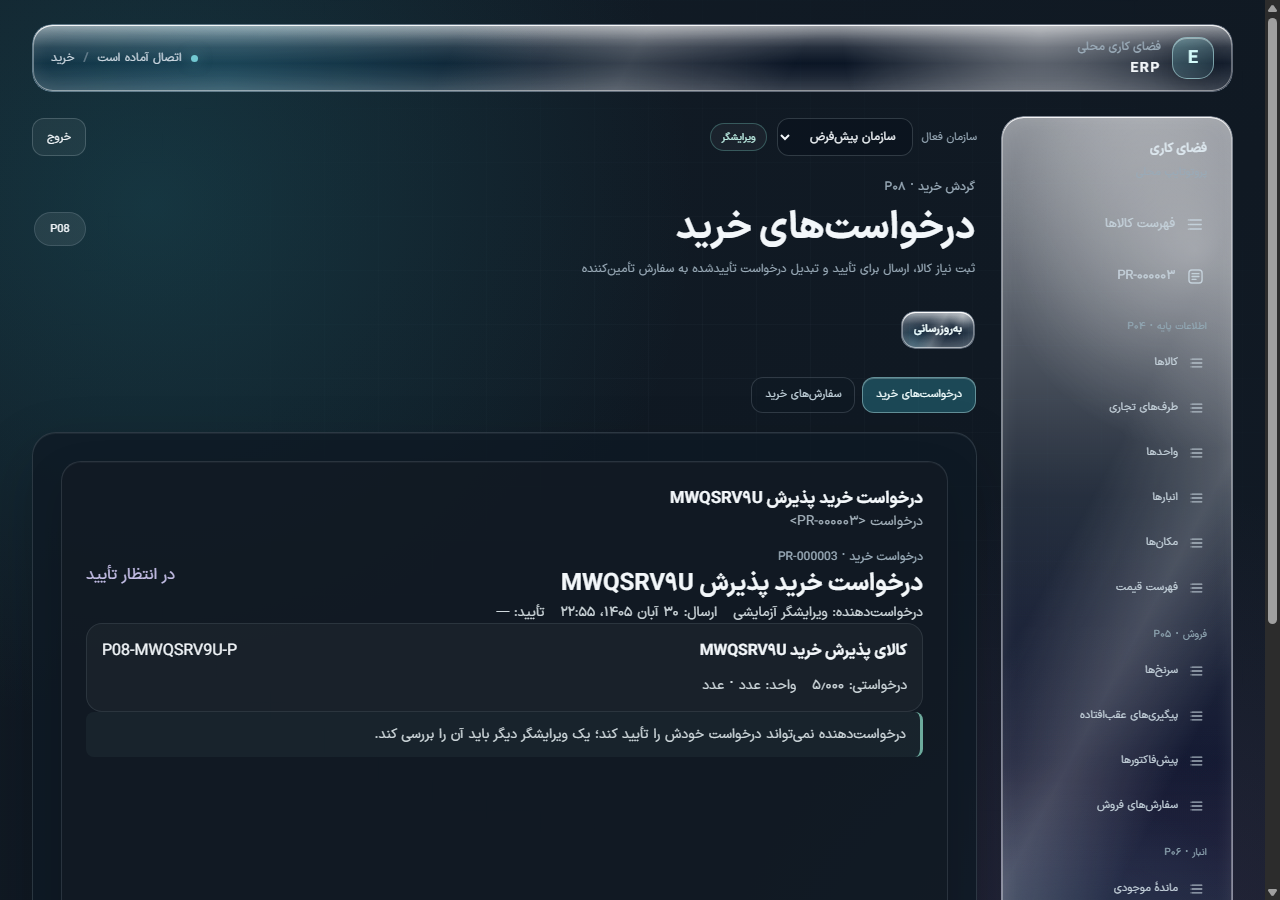 E
فضای کاری محلی
ERP
اتصال آماده است / خرید
فضای کاری
فهرست کالاها
PR-۰۰۰۰۰۳
اطلاعات پایه · P۰۴
کالاها
طرف‌های تجاری
واحدها
انبارها
مکان‌ها
فهرست قیمت
فروش · P۰۵
سرنخ‌ها
پیگیری‌های عقب‌افتاده
پیش‌فاکتورها
سفارش‌های فروش
انبار · P۰۶
ماندهٔ موجودی
سازمان فعال
سازمان پیش‌فرض
ویرایشگر
خروج
گردش خرید · P۰۸
درخواست‌های خرید
P08
ثبت نیاز کالا، ارسال برای تأیید و تبدیل درخواست تأییدشده به سفارش تأمین‌کننده
به‌روزرسانی
درخواست‌های خرید
سفارش‌های خرید
درخواست خرید پذیرش MWQSRV۹U
درخواست <PR-۰۰۰۰۰۳>
درخواست خرید · PR-000003
درخواست خرید پذیرش MWQSRV۹U
در انتظار تأیید
درخواست‌دهنده: ویرایشگر آزمایشی ارسال: ۳۰ آبان ۱۴۰۵، ۲۲:۵۵ تأیید: —
کالای پذیرش خرید MWQSRV۹U
P08-MWQSRV9U-P
درخواستی: ۵٫۰۰۰ واحد: عدد · عدد
درخواست‌دهنده نمی‌تواند درخواست خودش را تأیید کند؛ یک ویرایشگر دیگر باید آن را بررسی کند.